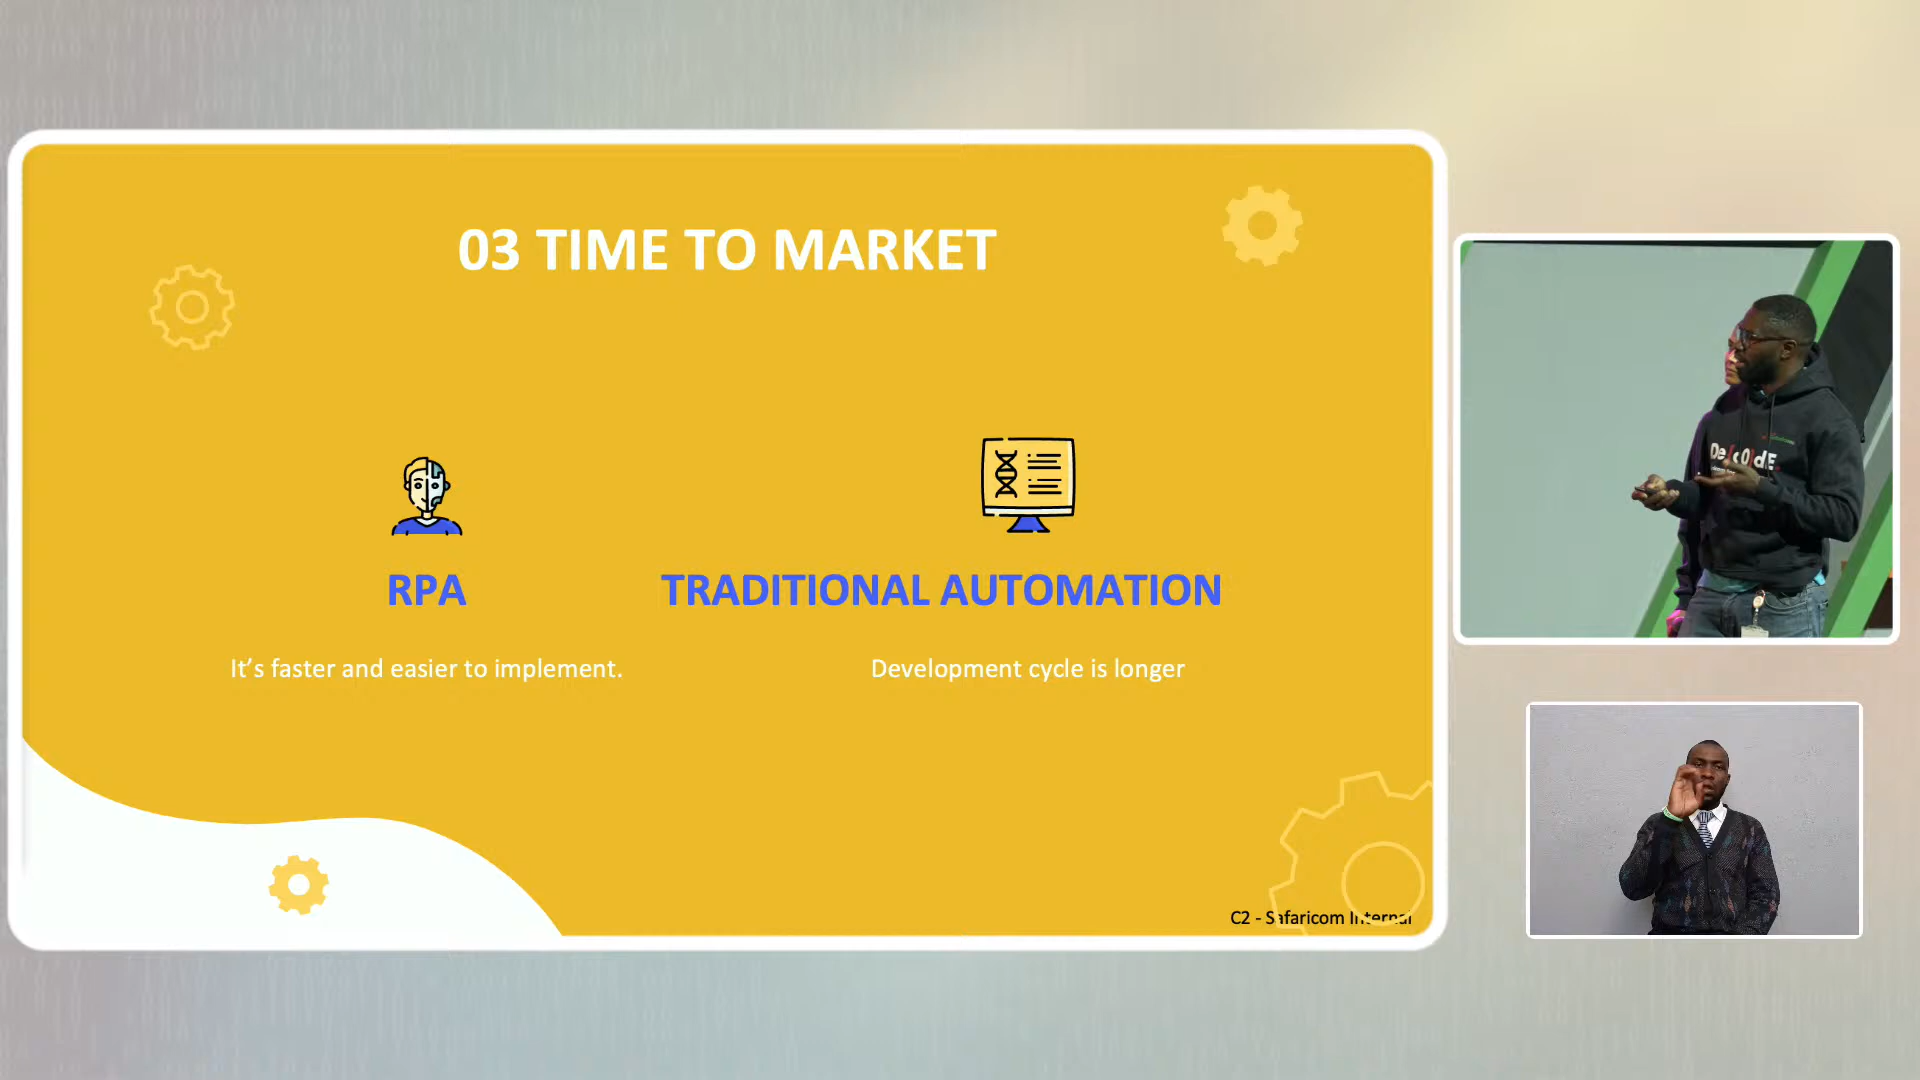 03 TIME TO MARKET
RPA
TRADITIONAL AUTOMATION
It's faster and easier to implement.
Development cycle is longer
C2 - Safaricom Internal